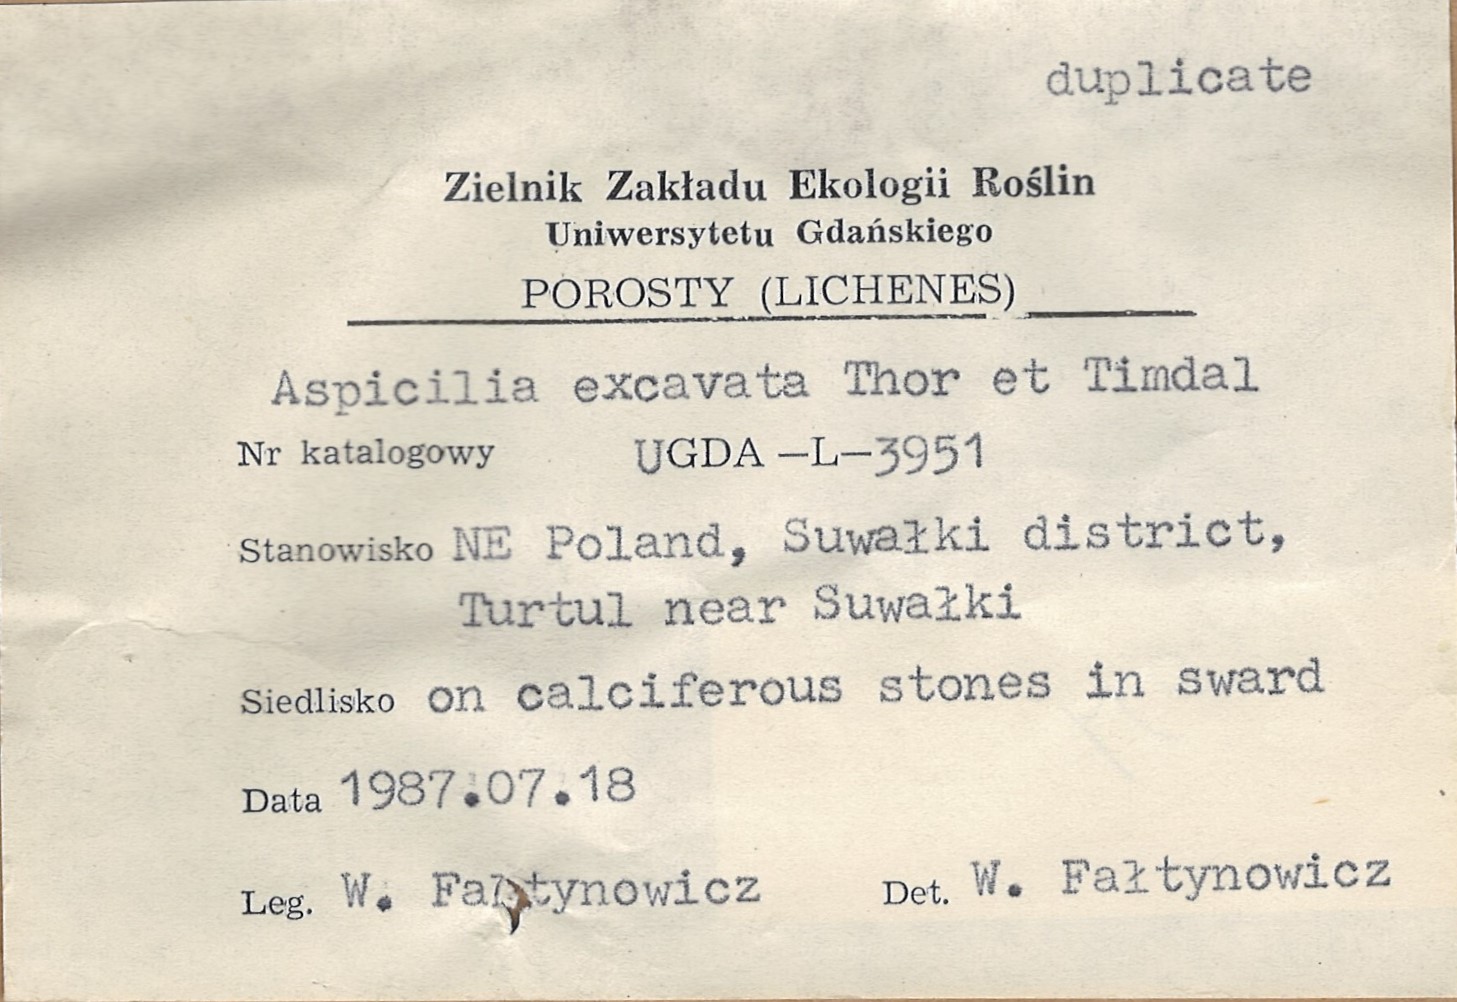 duplicate
Zielnik Zakładu Ekologii Roślin
Uniwersytetu Gdańskiego
POROSTY (LICHENES)
Aspicilia excavata Thor et Timdal
Nr katalogowy UGDA-L-3951
Stanowisko NE Poland, Suwałki district,
Turtul near Suwałki
Siedlisko on calciferous stones in sward
Data 1987.07.18
Leg. W. Fałtynowicz Det. W. Fałtynowicz